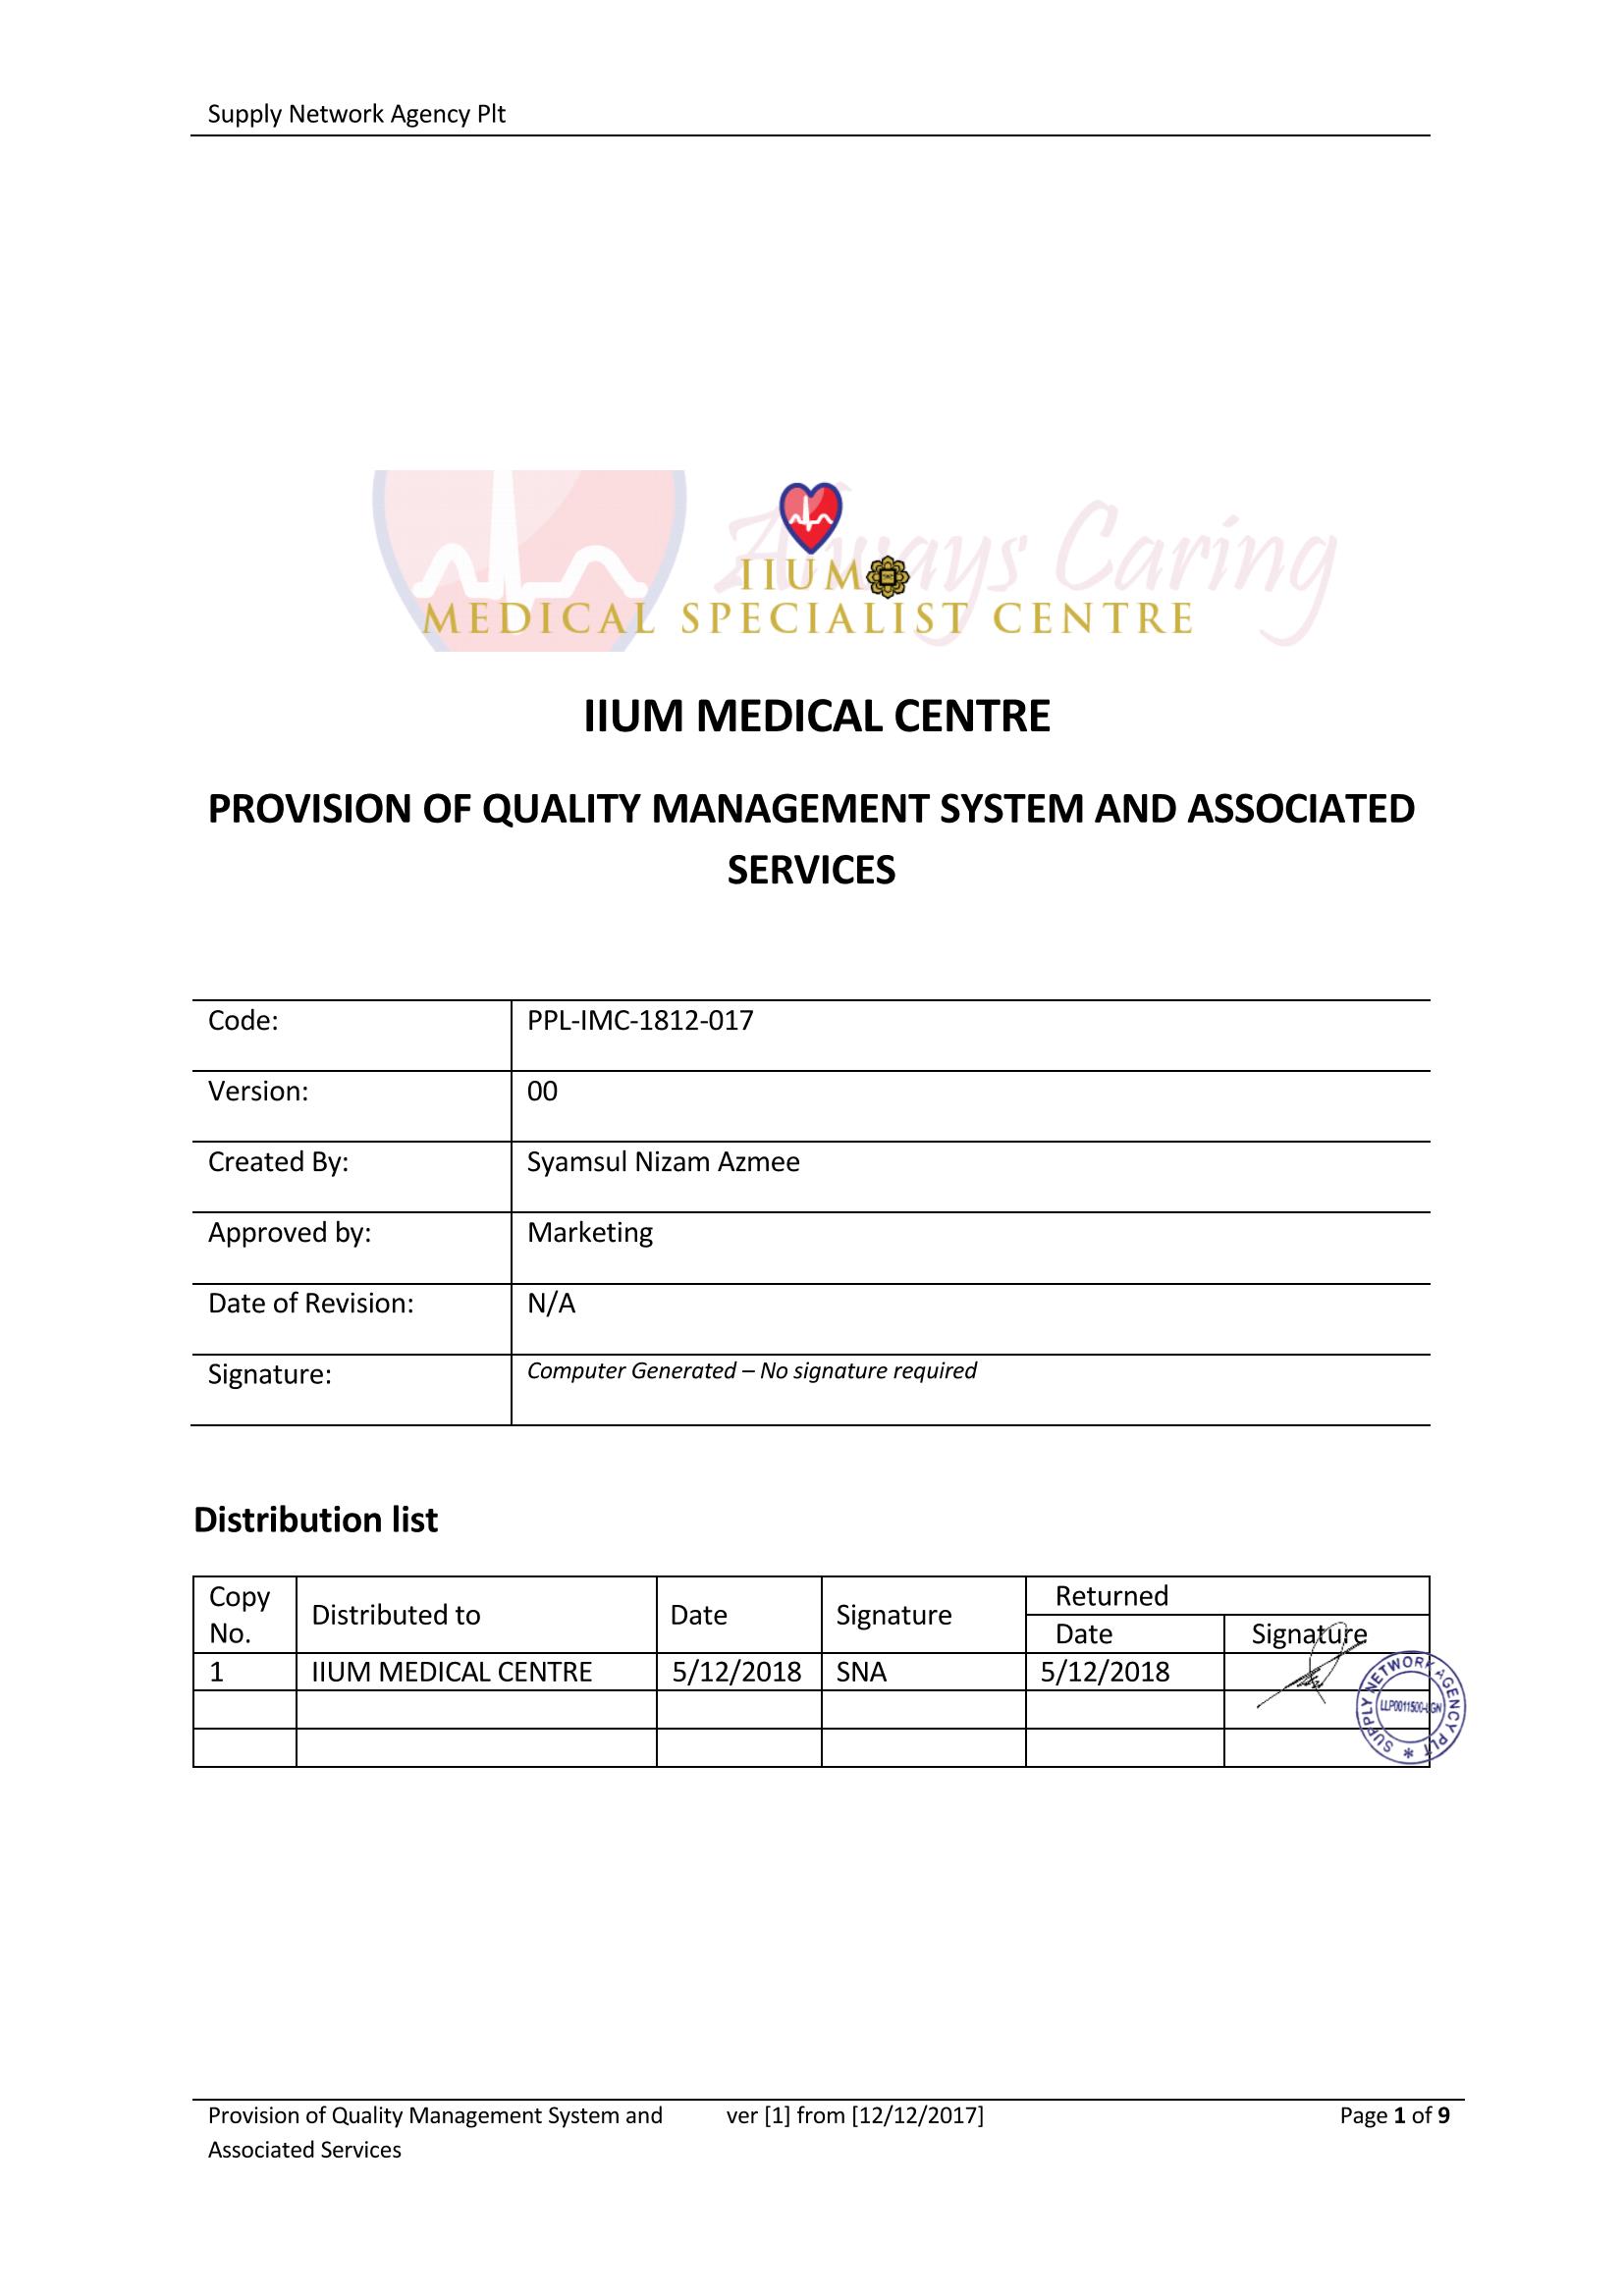 Supply Network Agency Plt
Always Caring
IIUM
MEDICAL SPECIALIST CENTRE
IIUM MEDICAL CENTRE
PROVISION OF QUALITY MANAGEMENT SYSTEM AND ASSOCIATED
SERVICES
Code: PPL-IMC-1812-017
Version: 00
Created By: Syamsul Nizam Azmee
Approved by: Marketing
Date of Revision: N/A
Signature: Computer Generated – No signature required
Distribution list
Copy No. Distributed to Date Signature Returned
Date Signature
1 IIUM MEDICAL CENTRE 5/12/2018 SNA 5/12/2018
SUPPLY NETWORK AGENCY PLT
Provision of Quality Management System and ver [1] from [12/12/2017] Page 1 of 9
Associated Services